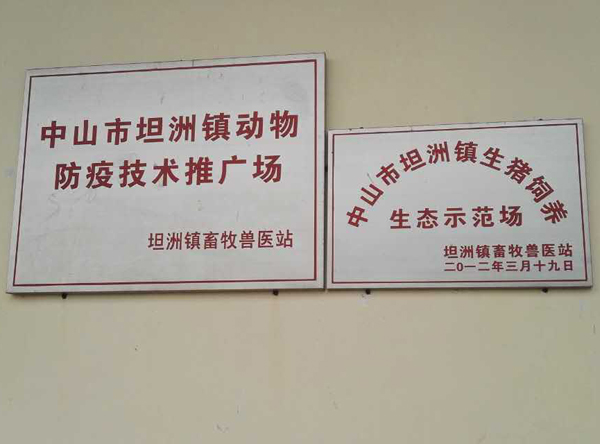 中山市坦洲镇动物
防疫技术推广场
坦洲镇畜牧兽医站
中山市坦洲镇生猪饲养
生态示范场
坦洲镇畜牧兽医站
二0一二年三月十九日